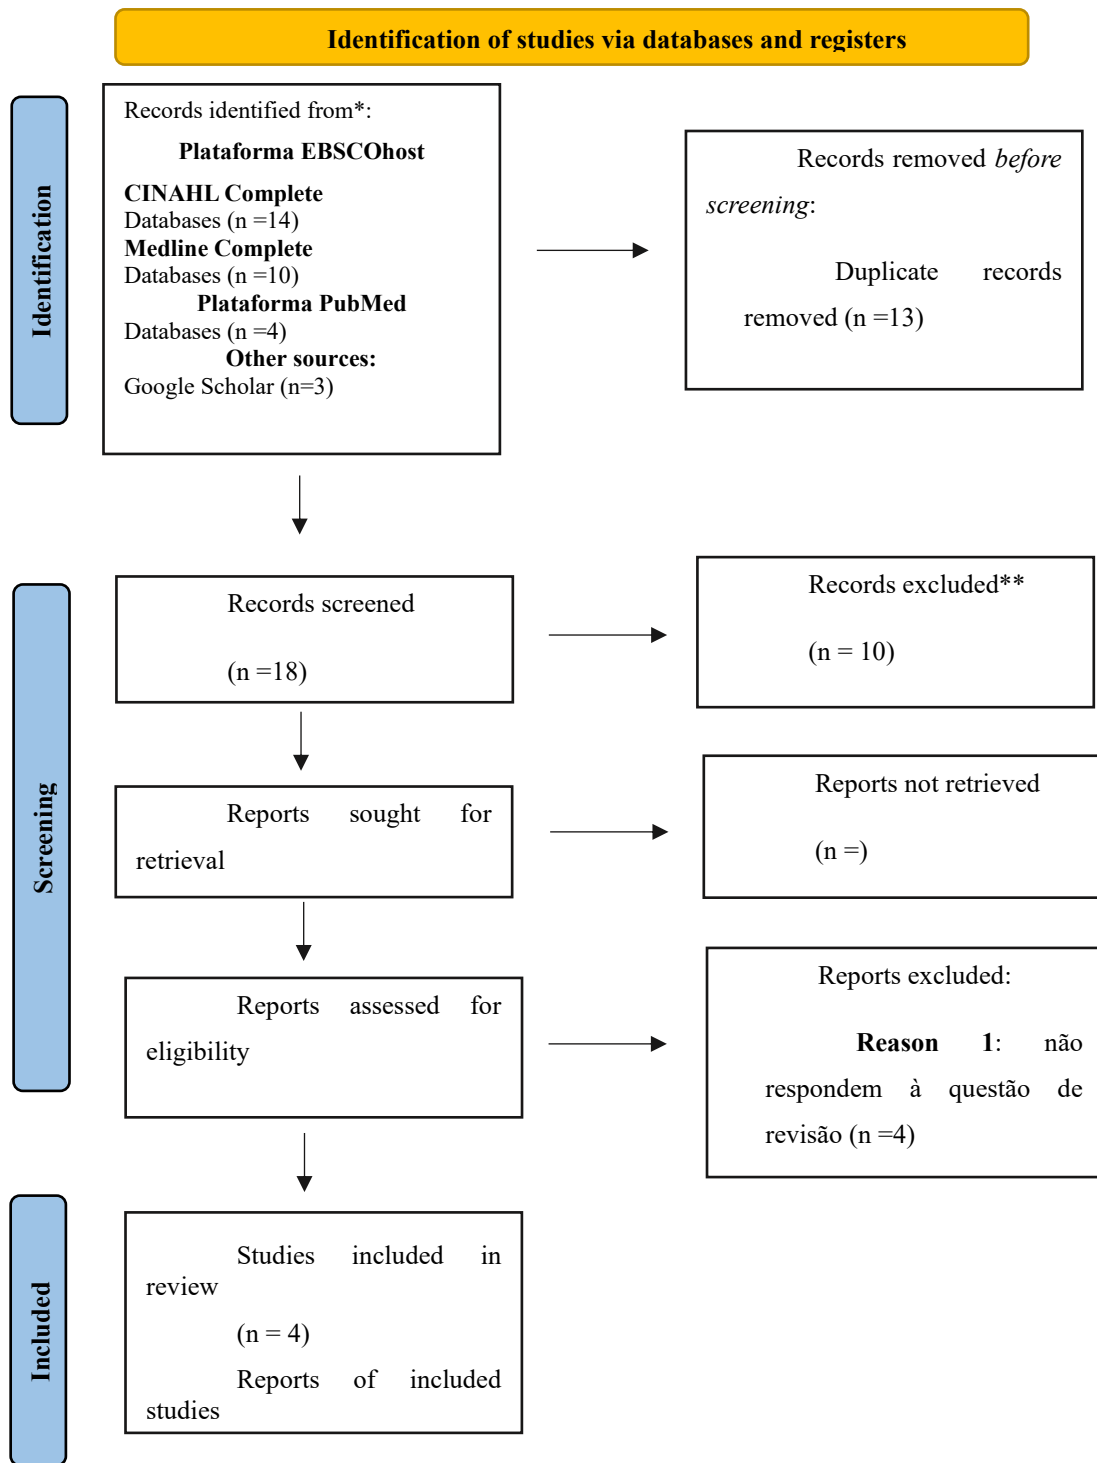 Identification of studies via databases and registers
Identification
Records identified from*:
Plataforma EBSCOhost
CINAHL Complete
Databases (n =14)
Medline Complete
Databases (n =10)
Plataforma PubMed
Databases (n =4)
Other sources:
Google Scholar (n=3)
Records removed before
screening:
Duplicate records
removed (n =13)
Screening
Records screened
(n =18)
Records excluded**
(n = 10)
Reports sought for
retrieval
Reports not retrieved
(n =)
Reports assessed for
eligibility
Reports excluded:
Reason 1: não
respondem à questão de
revisão (n =4)
Included
Studies included in
review
(n = 4)
Reports of included
studies